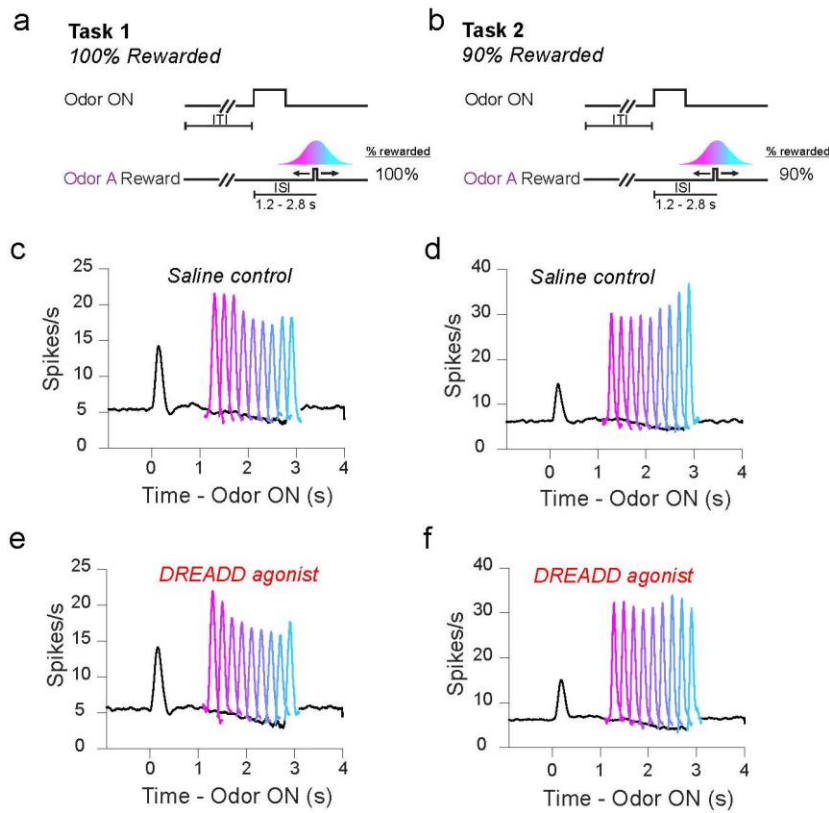 a
Task 1
100% Rewarded
Odor ON
ITI
% rewarded
Odor A Reward
100%
ISI
1.2 - 2.8 s
b
Task 2
90% Rewarded
Odor ON
ITI
% rewarded
Odor A Reward
90%
ISI
1.2 - 2.8 s
c
Saline control
25
20
15
10
5
0
Spikes/s
0 1 2 3 4
Time - Odor ON (s)
d
Saline control
40
30
20
10
0
Spikes/s
0 1 2 3 4
Time - Odor ON (s)
e
DREADD agonist
25
20
15
10
5
0
Spikes/s
0 1 2 3 4
Time - Odor ON (s)
f
DREADD agonist
40
30
20
10
0
Spikes/s
0 1 2 3 4
Time - Odor ON (s)